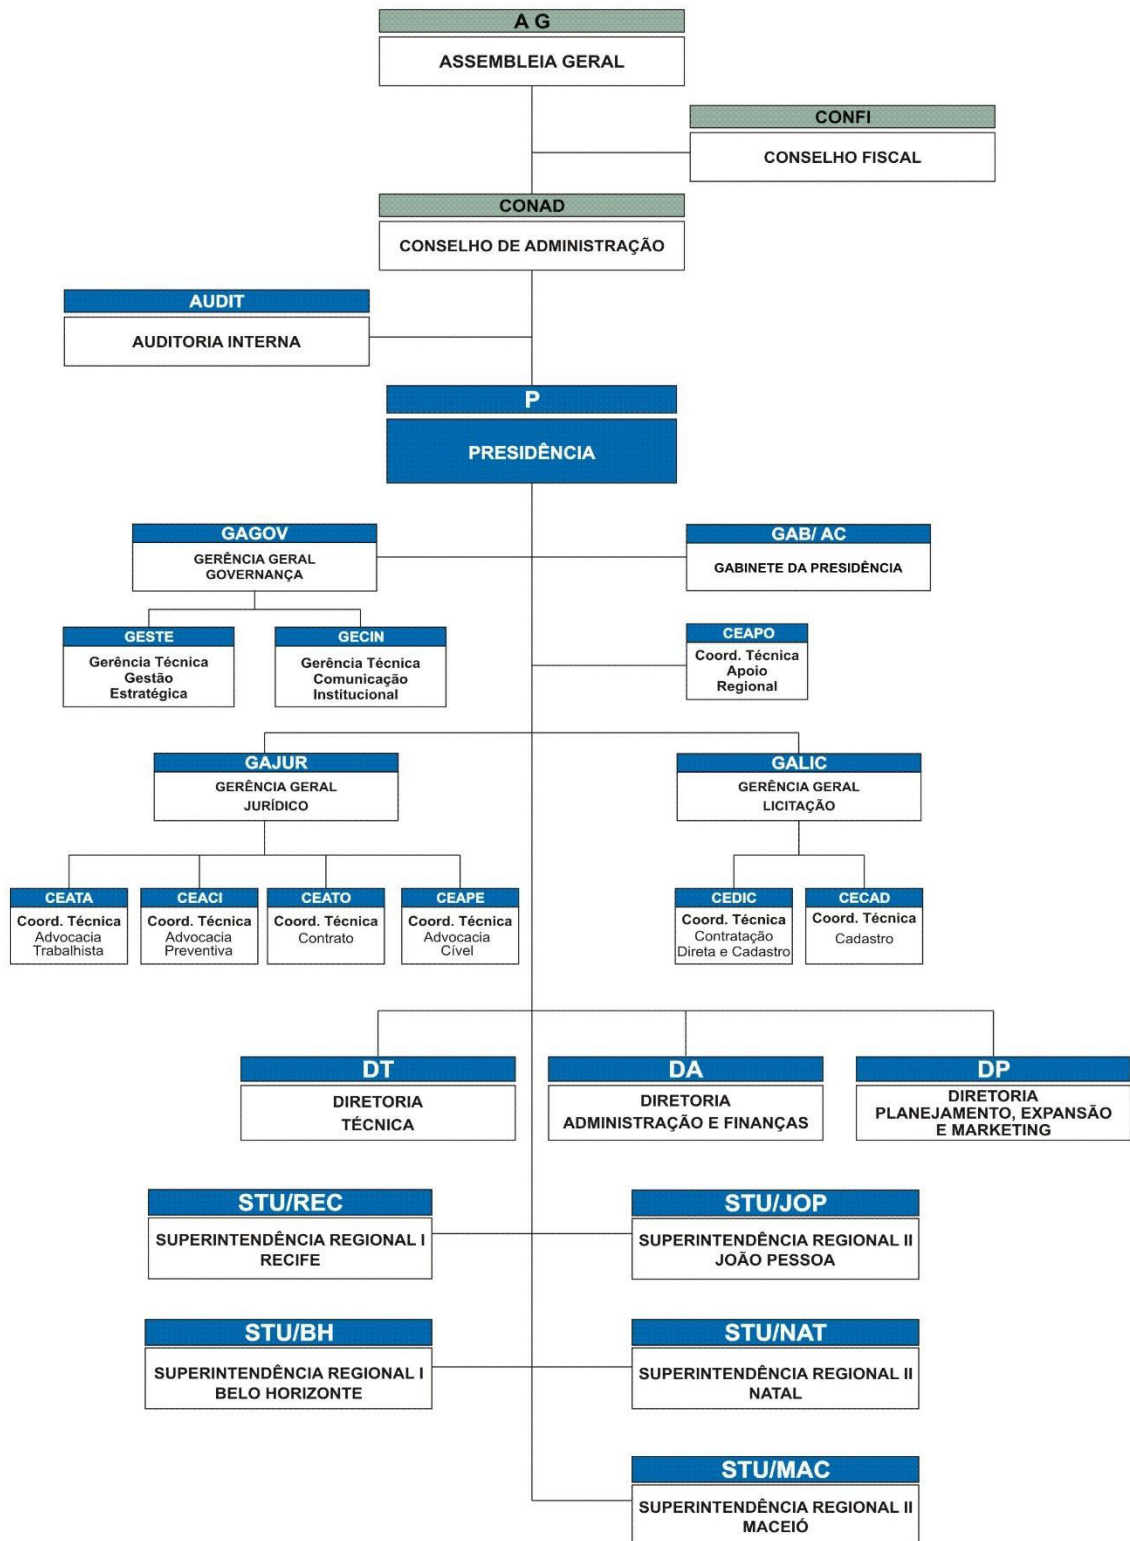 A G
ASSEMBLEIA GERAL
CONFI
CONSELHO FISCAL
CONAD
CONSELHO DE ADMINISTRAÇÃO
AUDIT
AUDITORIA INTERNA
P
PRESIDÊNCIA
GAGOV
GERÊNCIA GERAL
GOVERNANÇA
GAB/ AC
GABINETE DA PRESIDÊNCIA
GESTE
Gerência Técnica
Gestão
Estratégica
GECIN
Gerência Técnica
Comunicação
Institucional
CEAPO
Coord. Técnica
Apoio
Regional
GAJUR
GERÊNCIA GERAL
JURÍDICO
GALIC
GERÊNCIA GERAL
LICITAÇÃO
CEATA
Coord. Técnica
Advocacia
Trabalhista
CEACI
Coord. Técnica
Advocacia
Preventiva
CEATO
Coord. Técnica
Contrato
CEAPE
Coord. Técnica
Advocacia
Cível
CEDIC
Coord. Técnica
Contratação
Direta e Cadastro
CECAD
Coord. Técnica
Cadastro
DT
DIRETORIA
TÉCNICA
DA
DIRETORIA
ADMINISTRAÇÃO E FINANÇAS
DP
DIRETORIA
PLANEJAMENTO, EXPANSÃO
E MARKETING
STU/REC
SUPERINTENDÊNCIA REGIONAL I
RECIFE
STU/JOP
SUPERINTENDÊNCIA REGIONAL II
JOÃO PESSOA
STU/BH
SUPERINTENDÊNCIA REGIONAL I
BELO HORIZONTE
STU/NAT
SUPERINTENDÊNCIA REGIONAL II
NATAL
STU/MAC
SUPERINTENDÊNCIA REGIONAL II
MACEIÓ